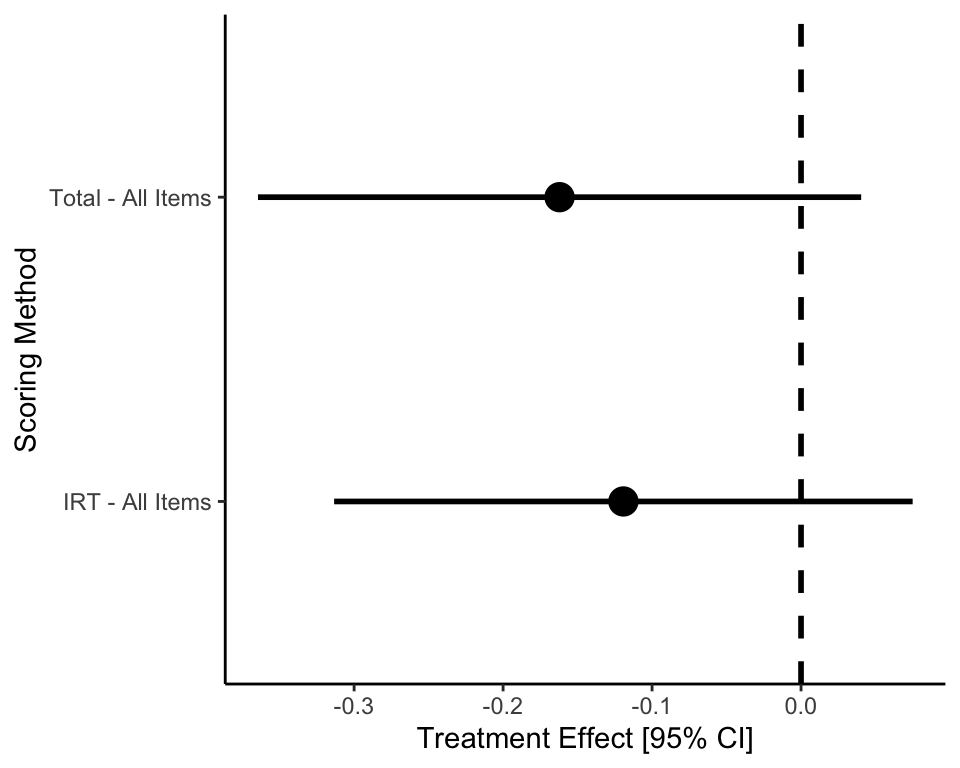 Scoring Method
Total - All Items
IRT - All Items
-0.3 -0.2 -0.1 0.0
Treatment Effect [95% CI]